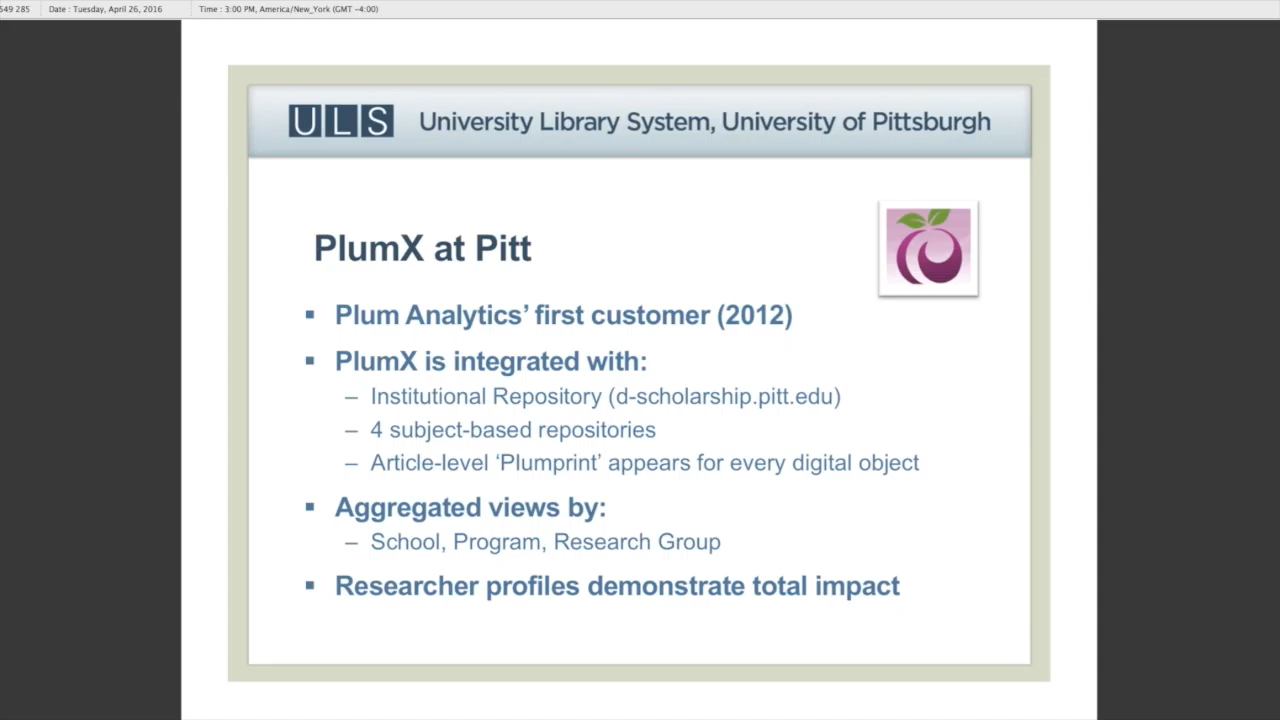 549 285 Date : Tuesday, April 26, 2016 Time : 3:00 PM, America/New_York (GMT −4:00)
ULS University Library System, University of Pittsburgh
PlumX at Pitt
▪ Plum Analytics’ first customer (2012)
▪ PlumX is integrated with:
– Institutional Repository (d-scholarship.pitt.edu)
– 4 subject-based repositories
– Article-level ‘Plumprint’ appears for every digital object
▪ Aggregated views by:
– School, Program, Research Group
▪ Researcher profiles demonstrate total impact